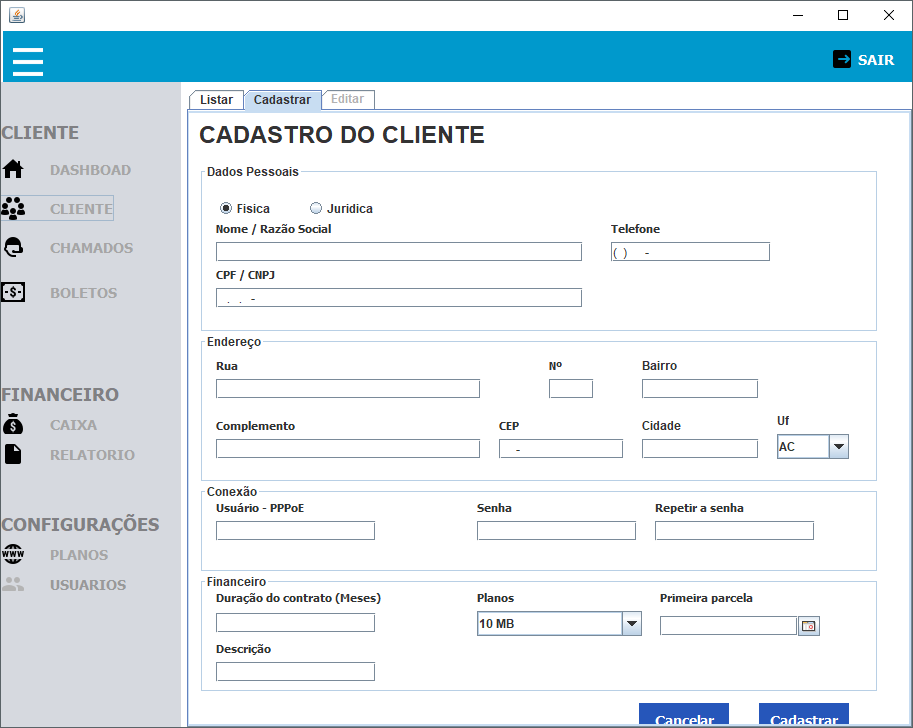 SAIR
Listar Cadastrar Editar
CADASTRO DO CLIENTE
CLIENTE
DASHBOAD
CLIENTE
CHAMADOS
BOLETOS
FINANCEIRO
CAIXA
RELATORIO
CONFIGURAÇÕES
PLANOS
USUARIOS
Dados Pessoais
Fisica Juridica
Nome / Razão Social Telefone
( ) -
CPF / CNPJ
. . -
Endereço
Rua Nº Bairro
Complemento CEP Cidade Uf
- AC
Conexão
Usuário - PPPoE Senha Repetir a senha
Financeiro
Duração do contrato (Meses) Planos Primeira parcela
10 MB
Descrição
Cancelar Cadastrar